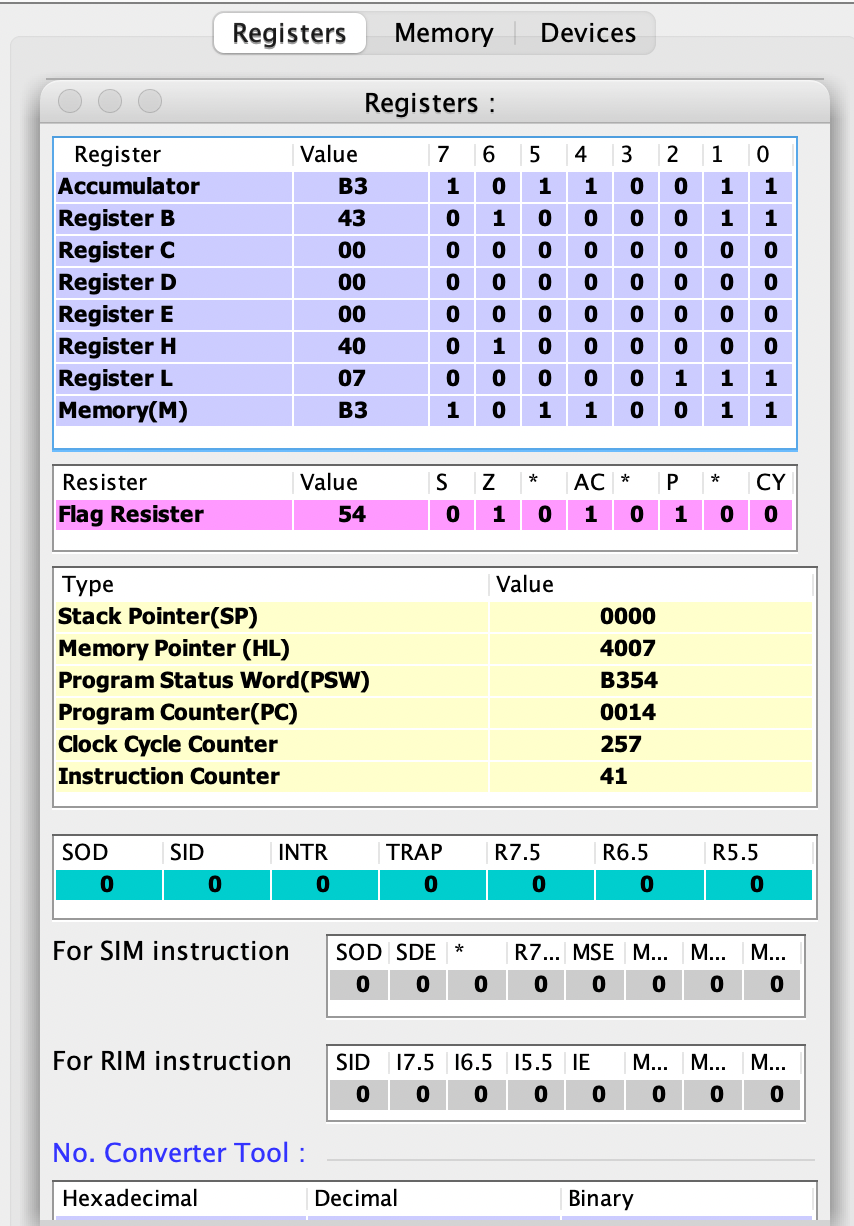 Registers Memory Devices
Registers :
Register Value 7 6 5 4 3 2 1 0
Accumulator B3 1 0 1 1 0 0 1 1
Register B 43 0 1 0 0 0 0 1 1
Register C 00 0 0 0 0 0 0 0 0
Register D 00 0 0 0 0 0 0 0 0
Register E 00 0 0 0 0 0 0 0 0
Register H 40 0 1 0 0 0 0 0 0
Register L 07 0 0 0 0 0 1 1 1
Memory(M) B3 1 0 1 1 0 0 1 1
Resister Value S Z * AC * P * CY
Flag Resister 54 0 1 0 1 0 1 0 0
Type Value
Stack Pointer(SP) 0000
Memory Pointer (HL) 4007
Program Status Word(PSW) B354
Program Counter(PC) 0014
Clock Cycle Counter 257
Instruction Counter 41
SOD SID INTR TRAP R7.5 R6.5 R5.5
0 0 0 0 0 0 0
For SIM instruction SOD SDE * R7... MSE M... M... M...
0 0 0 0 0 0 0 0
For RIM instruction SID I7.5 I6.5 I5.5 IE M... M... M...
0 0 0 0 0 0 0 0
No. Converter Tool :
Hexadecimal Decimal Binary